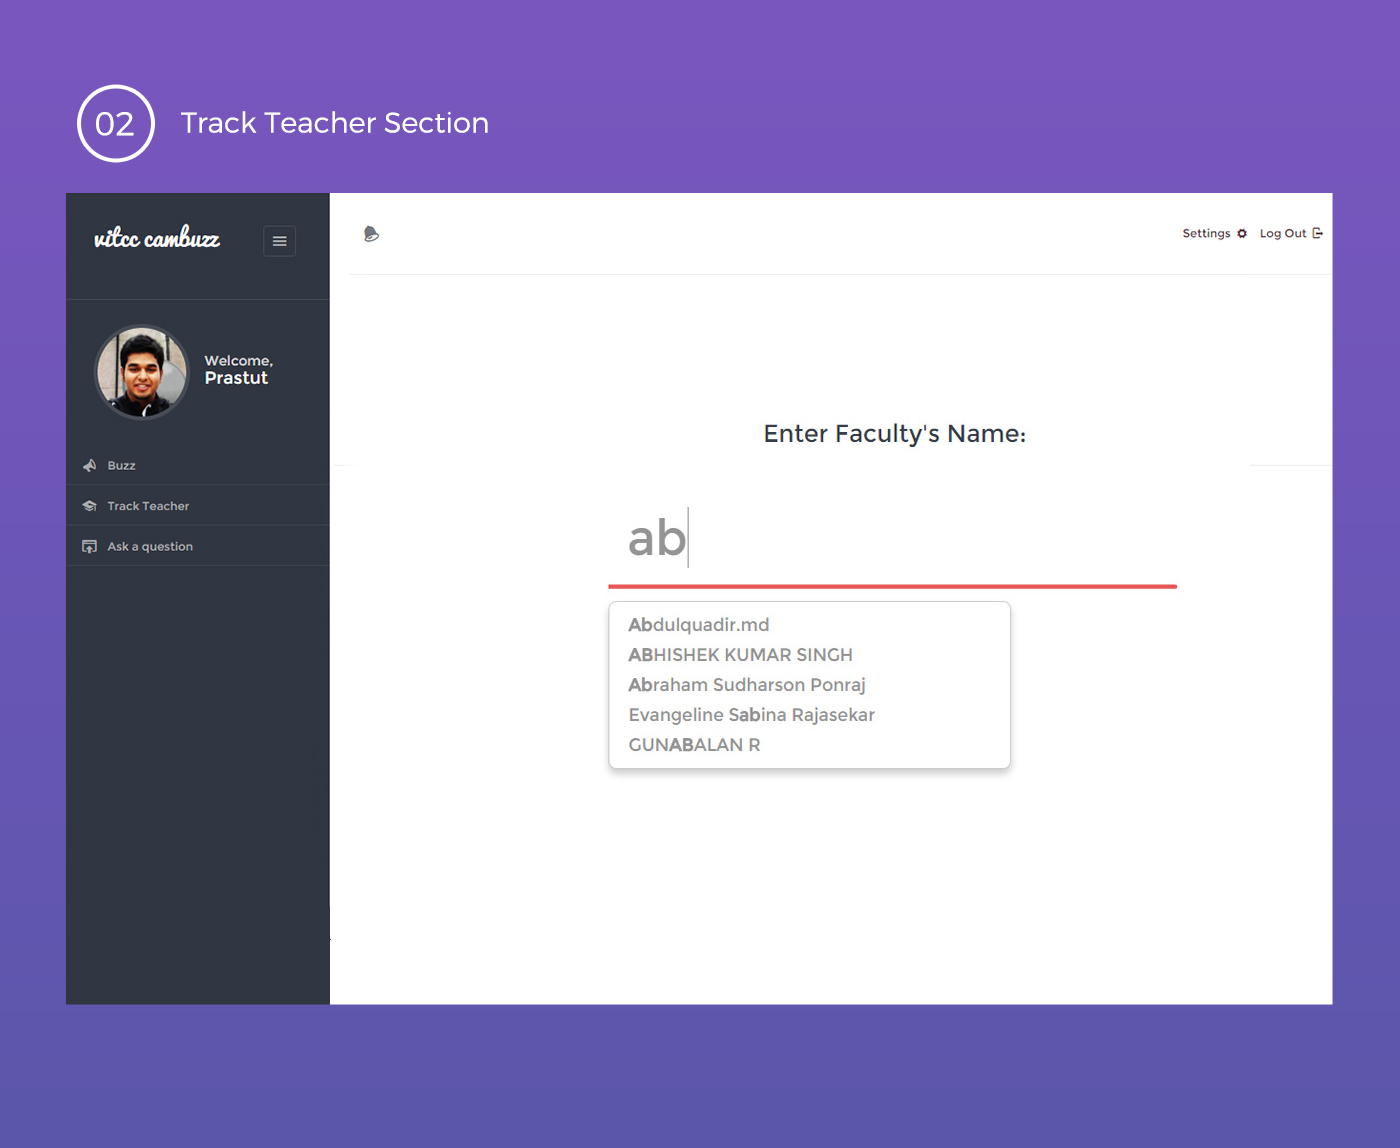 02 Track Teacher Section
vitcc cambuzz
Settings Log Out
Welcome,
Prastut
Buzz
Track Teacher
Ask a question
Enter Faculty's Name:
ab
Abdulquadir.md
ABHISHEK KUMAR SINGH
Abraham Sudharson Ponraj
Evangeline Sabina Rajasekar
GUNABALAN R